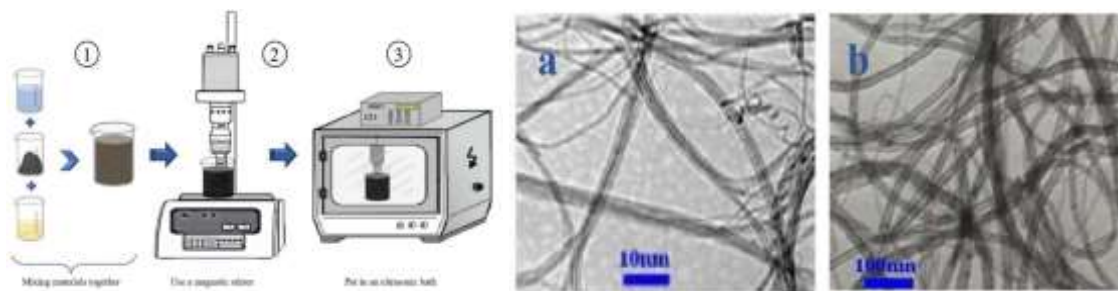 ①
②
③
+
+
Mixing materials together
Use a magnetic stirrer
Put in an ultrasonic bath
a
10nm
b
100nm